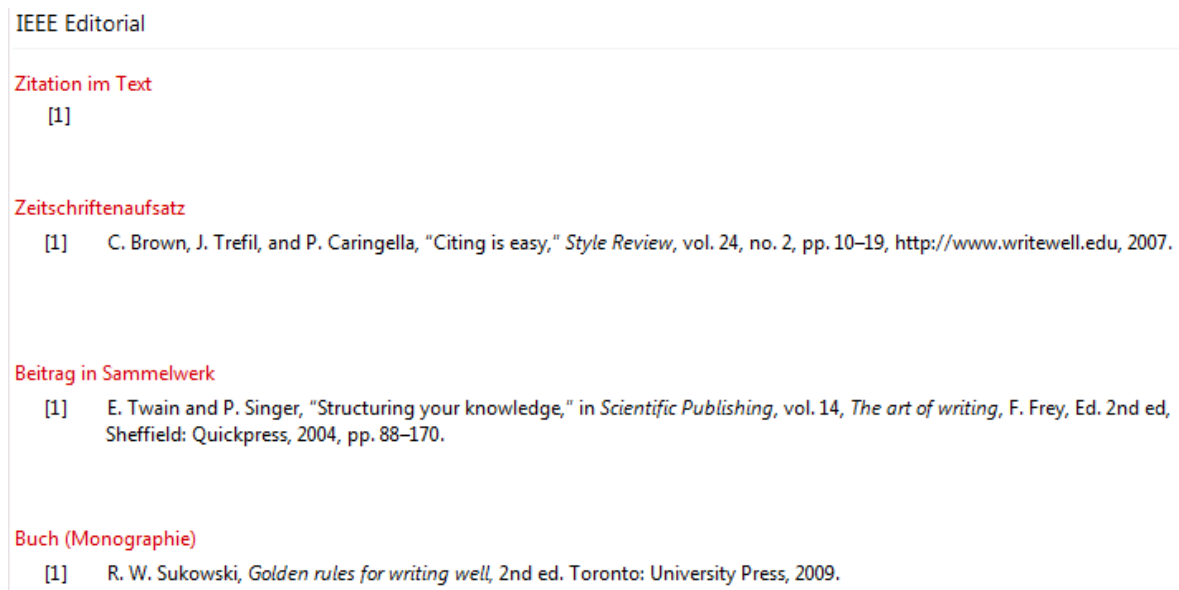 IEEE Editorial
Zitation im Text
[1]
Zeitschriftenaufsatz
[1] C. Brown, J. Trefil, and P. Caringella, “Citing is easy,” Style Review, vol. 24, no. 2, pp. 10–19, http://www.writewell.edu, 2007.
Beitrag in Sammelwerk
[1] E. Twain and P. Singer, “Structuring your knowledge,” in Scientific Publishing, vol. 14, The art of writing, F. Frey, Ed. 2nd ed,
Sheffield: Quickpress, 2004, pp. 88–170.
Buch (Monographie)
[1] R. W. Sukowski, Golden rules for writing well, 2nd ed. Toronto: University Press, 2009.